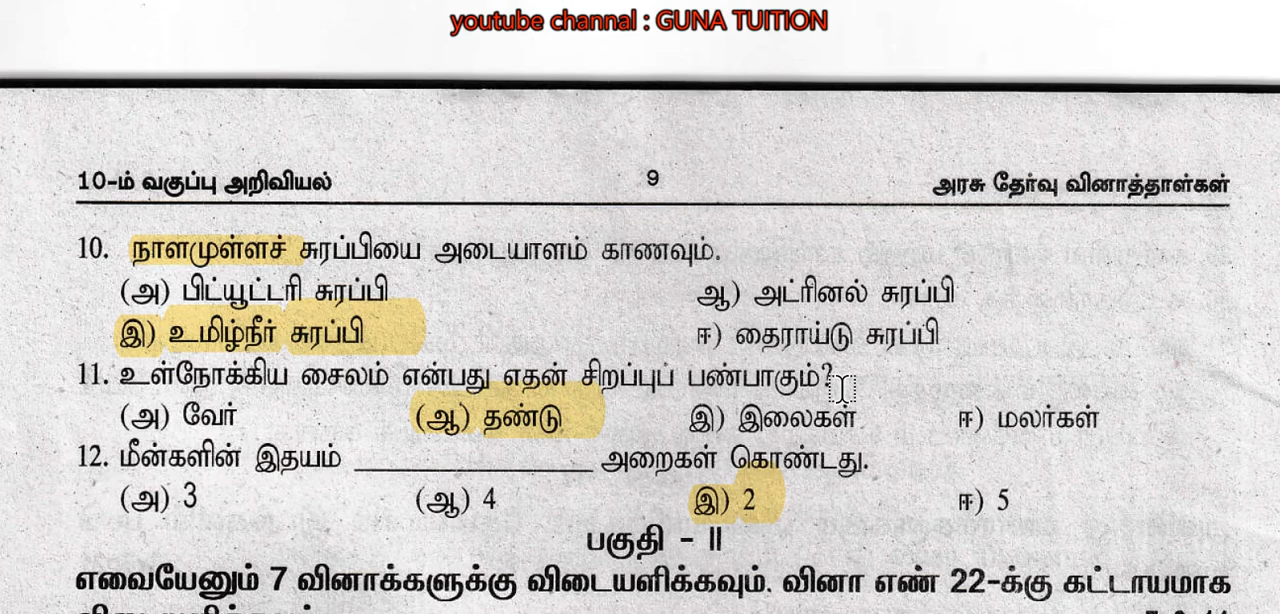 youtube channal : GUNA TUITION
10-ம் வகுப்பு அறிவியல் 9 அரசு தேர்வு வினாத்தாள்கள்
10. நாளமுள்ளச் சுரப்பியை அடையாளம் காணவும்.
(அ) பிட்யூட்டரி சுரப்பி ஆ) அட்ரினல் சுரப்பி
இ) உமிழ்நீர் சுரப்பி ஈ) தைராய்டு சுரப்பி
11. உள்நோக்கிய சைலம் என்பது எதன் சிறப்புப் பண்பாகும்?
(அ) வேர் (ஆ) தண்டு இ) இலைகள் ஈ) மலர்கள்
12. மீன்களின் இதயம் ______________ அறைகள் கொண்டது.
(அ) 3 (ஆ) 4 இ) 2 ஈ) 5
பகுதி - II
எவையேனும் 7 வினாக்களுக்கு விடையளிக்கவும். வினா எண் 22-க்கு கட்டாயமாக